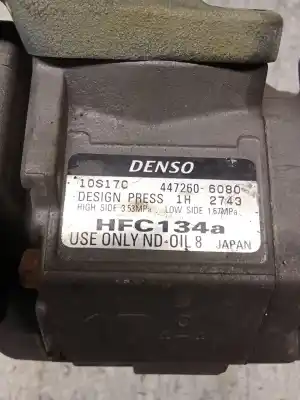 DENSO
10S17C 447260-6080
DESIGN PRESS 1H 2743
HIGH SIDE 3.53MPa LOW SIDE 1.67MPa
HFC134a
USE ONLY ND-OIL 8 JAPAN